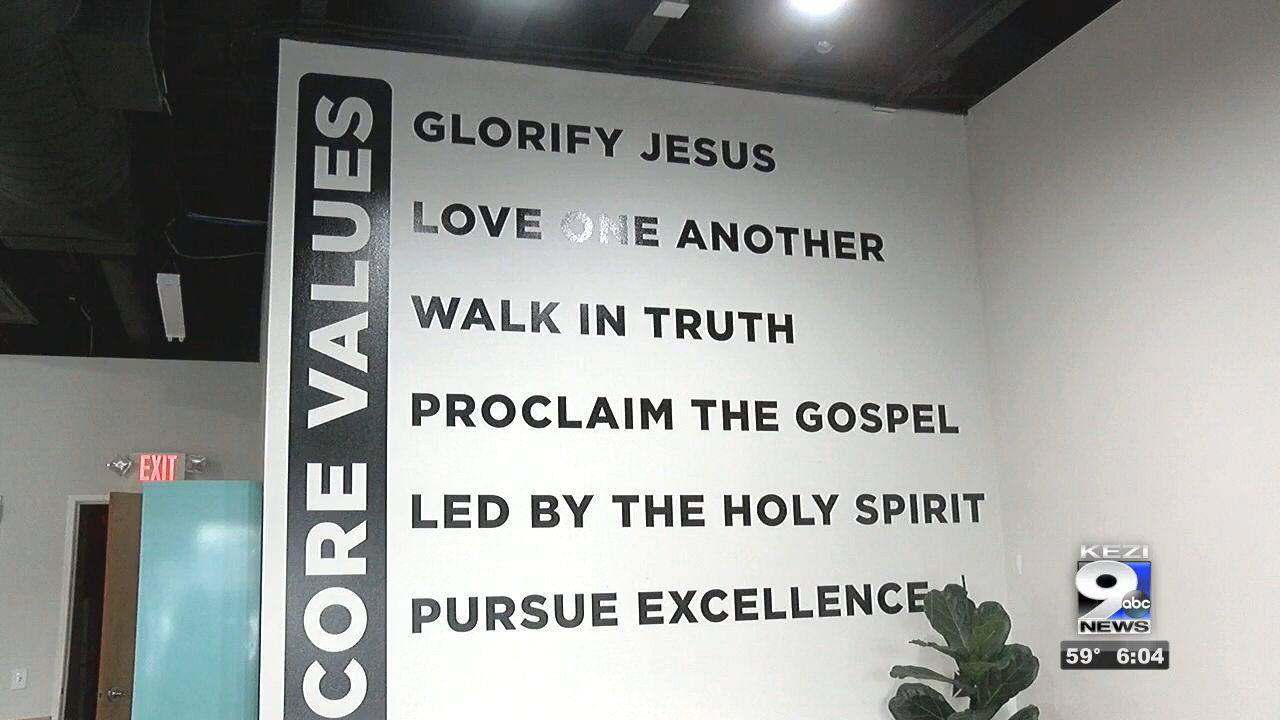 CORE VALUES
GLORIFY JESUS
LOVE ONE ANOTHER
WALK IN TRUTH
PROCLAIM THE GOSPEL
LED BY THE HOLY SPIRIT
PURSUE EXCELLENCE
EXIT
KEZI
9
abc
NEWS
59° 6:04